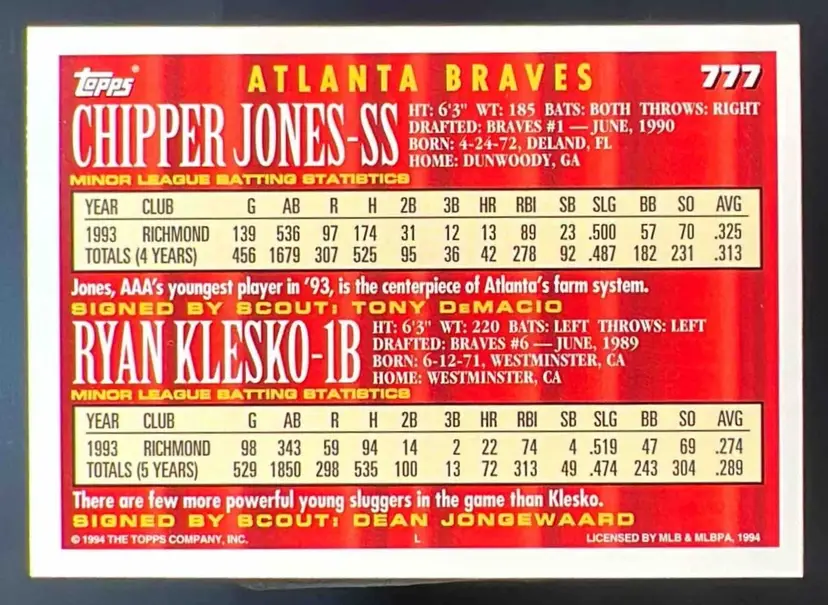 Topps® ATLANTA BRAVES 777
CHIPPER JONES-SS
HT: 6'3" WT: 185 BATS: BOTH THROWS: RIGHT
DRAFTED: BRAVES #1 — JUNE, 1990
BORN: 4-24-72, DELAND, FL
HOME: DUNWOODY, GA
MINOR LEAGUE BATTING STATISTICS
YEAR CLUB G AB R H 2B 3B HR RBI SB SLG BB SO AVG
1993 RICHMOND 139 536 97 174 31 12 13 89 23 .500 57 70 .325
TOTALS (4 YEARS) 456 1679 307 525 95 36 42 278 92 .487 182 231 .313
Jones, AAA's youngest player in '93, is the centerpiece of Atlanta's farm system.
SIGNED BY SCOUT: TONY DeMACIO
RYAN KLESKO-1B
HT: 6'3" WT: 220 BATS: LEFT THROWS: LEFT
DRAFTED: BRAVES #6 — JUNE, 1989
BORN: 6-12-71, WESTMINSTER, CA
HOME: WESTMINSTER, CA
MINOR LEAGUE BATTING STATISTICS
YEAR CLUB G AB R H 2B 3B HR RBI SB SLG BB SO AVG
1993 RICHMOND 98 343 59 94 14 2 22 74 4 .519 47 69 .274
TOTALS (5 YEARS) 529 1850 298 535 100 13 72 313 49 .474 243 304 .289
There are few more powerful young sluggers in the game than Klesko.
SIGNED BY SCOUT: DEAN JONGEWAARD
© 1994 THE TOPPS COMPANY, INC. L LICENSED BY MLB & MLBPA, 1994